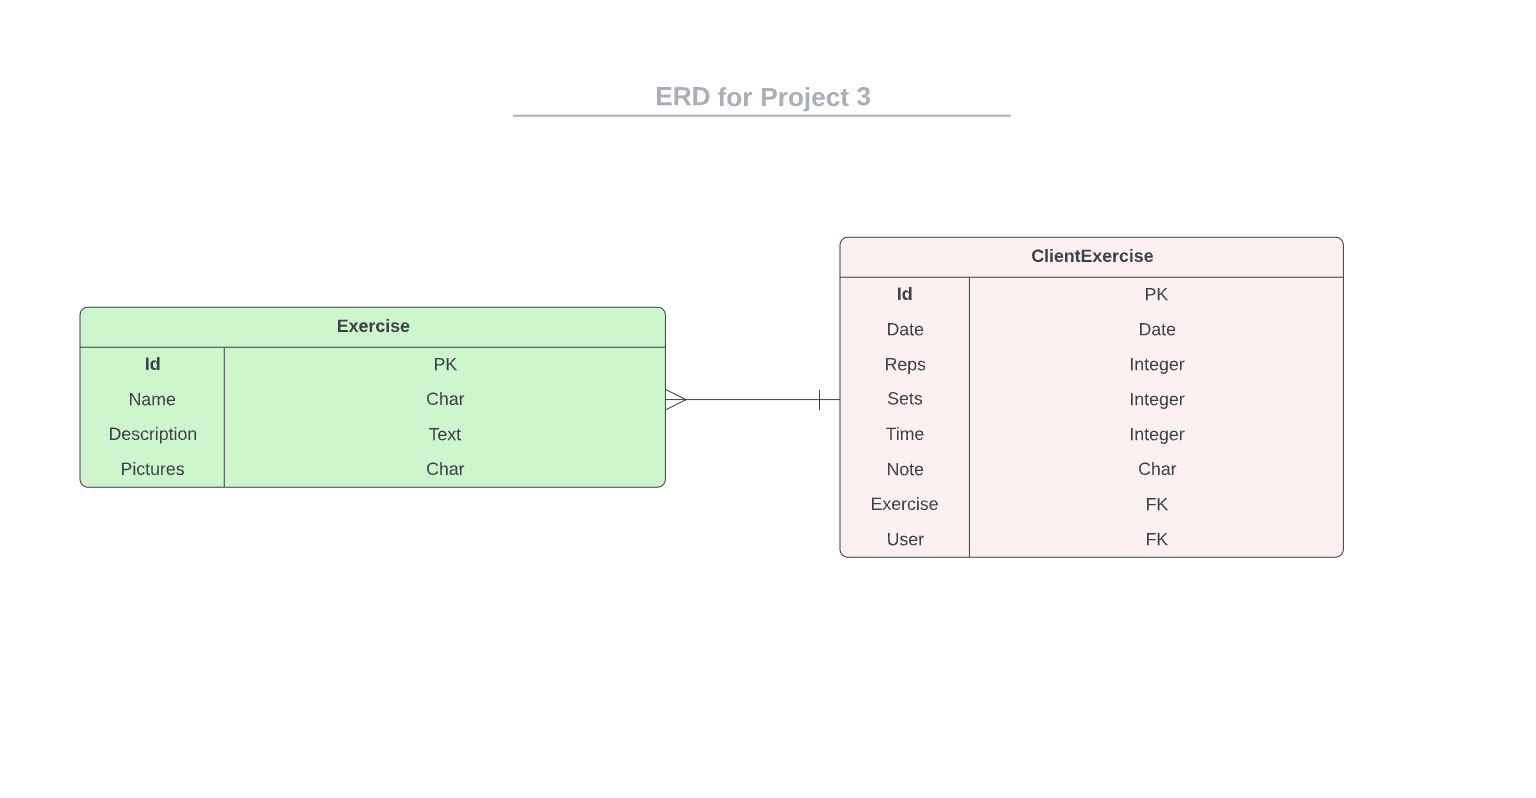 ERD for Project 3
Exercise
Id PK
Name Char
Description Text
Pictures Char
ClientExercise
Id PK
Date Date
Reps Integer
Sets Integer
Time Integer
Note Char
Exercise FK
User FK